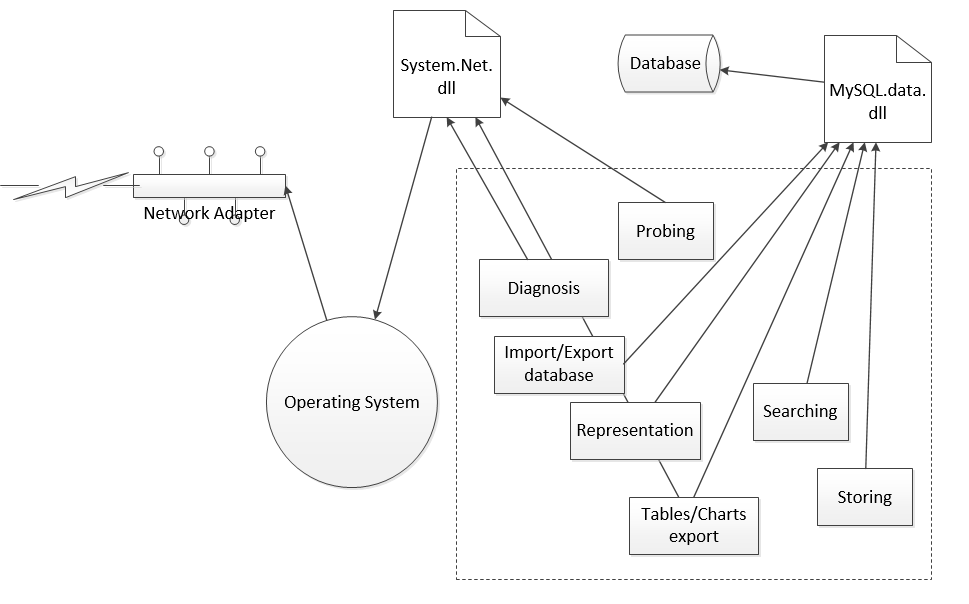 System.Net.
dll
Database
MySQL.data.
dll
Network Adapter
Probing
Diagnosis
Import/Export
database
Operating System
Representation
Searching
Storing
Tables/Charts
export